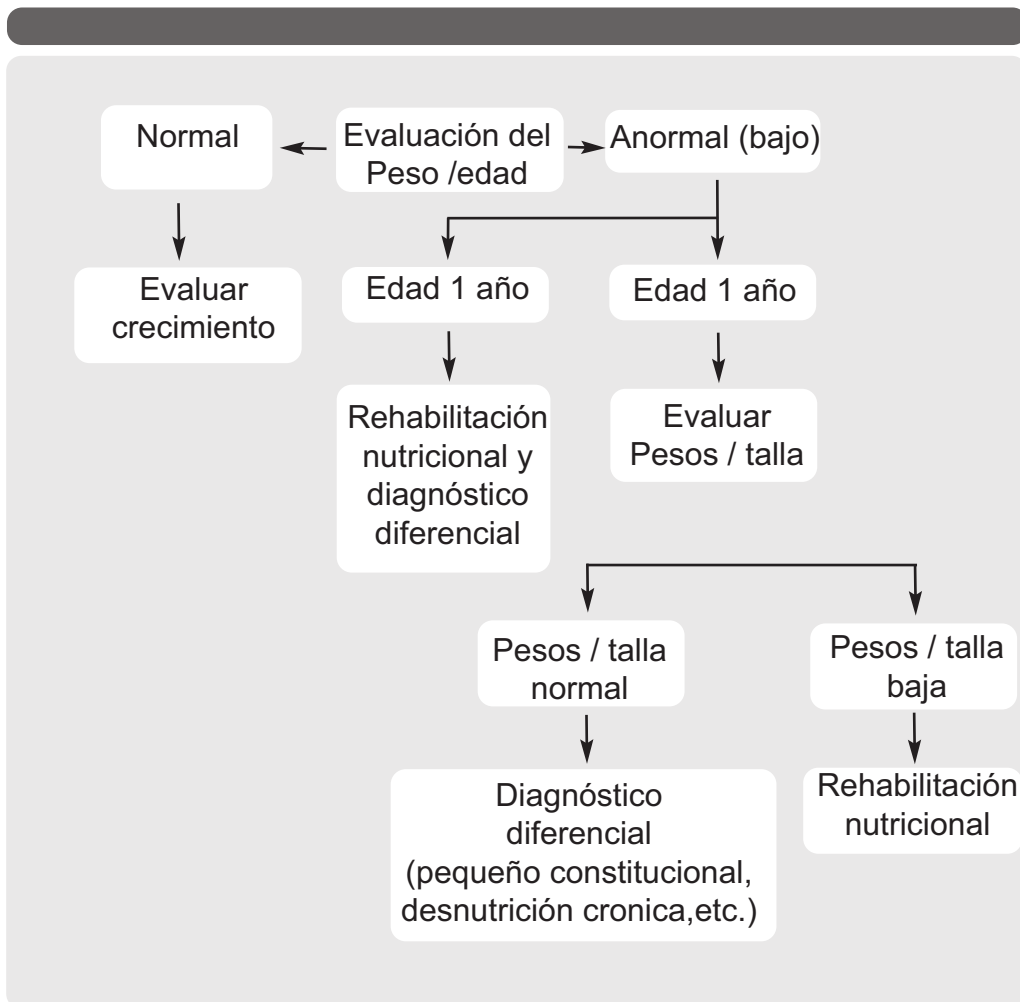 Normal
Evaluación del
Peso /edad
Anormal (bajo)
Evaluar
crecimiento
Edad 1 año
Edad 1 año
Rehabilitación
nutricional y
diagnóstico
diferencial
Evaluar
Pesos / talla
Pesos / talla
normal
Pesos / talla
baja
Diagnóstico
diferencial
(pequeño constitucional,
desnutrición cronica,etc.)
Rehabilitación
nutricional